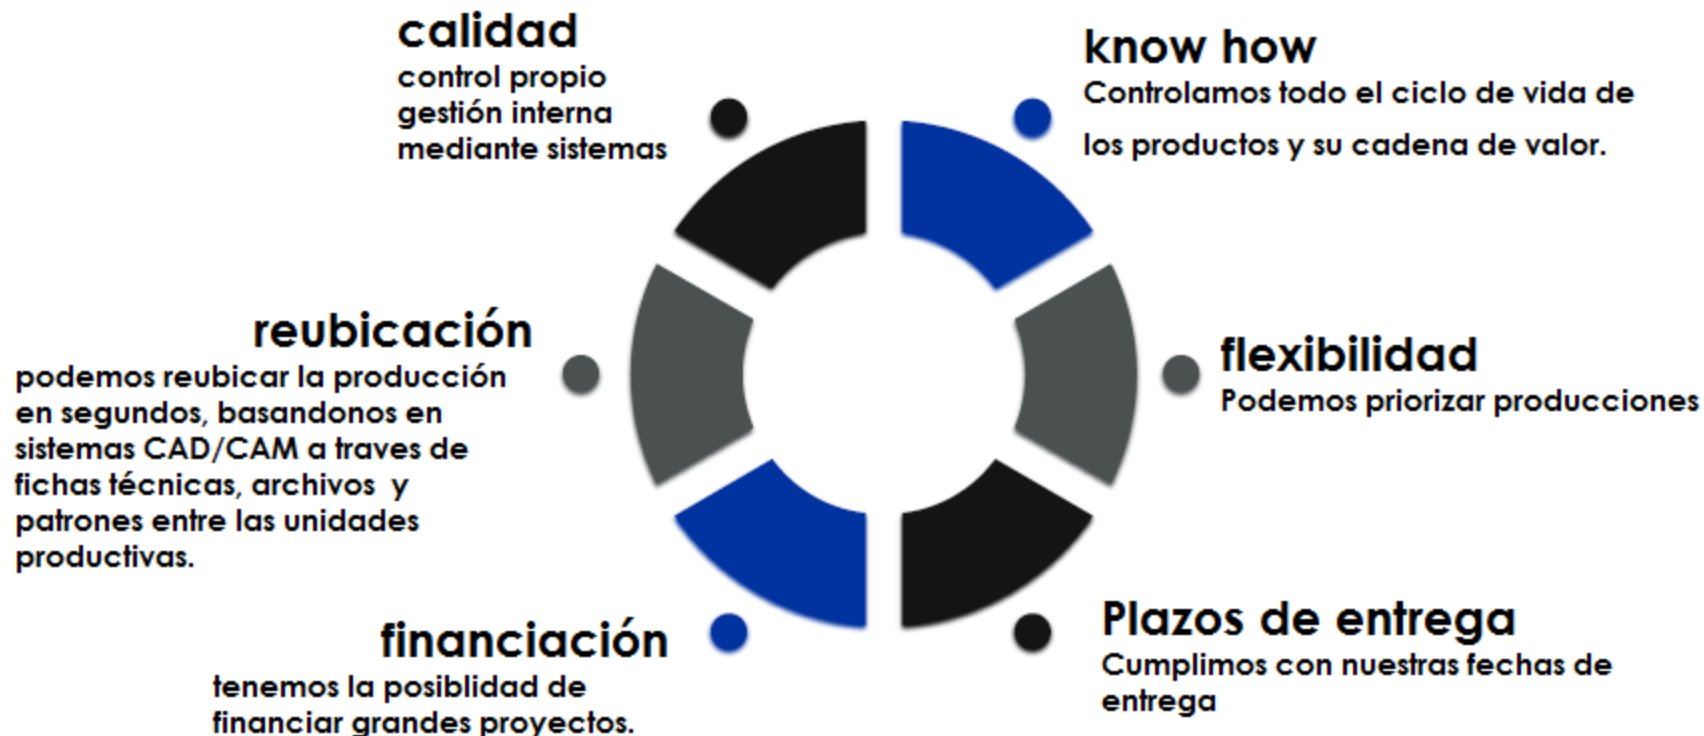 calidad
control propio
gestión interna
mediante sistemas
know how
Controlamos todo el ciclo de vida de
los productos y su cadena de valor.
reubicación
podemos reubicar la producción
en segundos, basandonos en
sistemas CAD/CAM a traves de
fichas técnicas, archivos y
patrones entre las unidades
productivas.
flexibilidad
Podemos priorizar producciones
financiación
tenemos la posiblidad de
financiar grandes proyectos.
Plazos de entrega
Cumplimos con nuestras fechas de
entrega